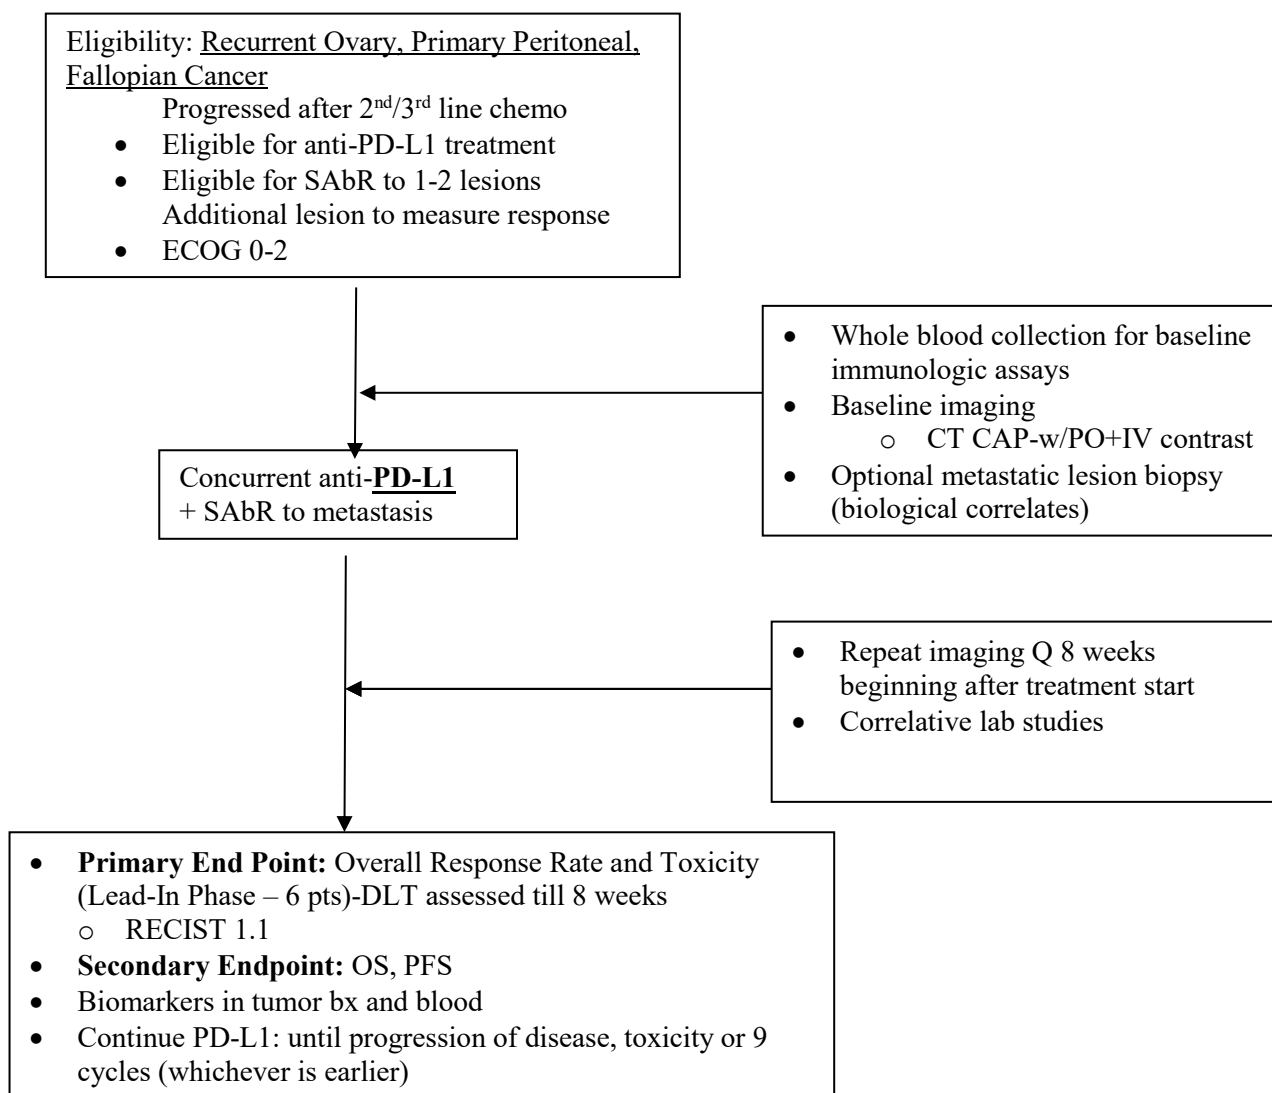 Eligibility: Recurrent Ovary, Primary Peritoneal,
Fallopian Cancer
Progressed after 2nd/3rd line chemo
• Eligible for anti-PD-L1 treatment
• Eligible for SAbR to 1-2 lesions
Additional lesion to measure response
• ECOG 0-2
• Whole blood collection for baseline
immunologic assays
• Baseline imaging
o CT CAP-w/PO+IV contrast
• Optional metastatic lesion biopsy
(biological correlates)
Concurrent anti-PD-L1
+ SAbR to metastasis
• Repeat imaging Q 8 weeks
beginning after treatment start
• Correlative lab studies
• Primary End Point: Overall Response Rate and Toxicity
(Lead-In Phase – 6 pts)-DLT assessed till 8 weeks
o RECIST 1.1
• Secondary Endpoint: OS, PFS
• Biomarkers in tumor bx and blood
• Continue PD-L1: until progression of disease, toxicity or 9
cycles (whichever is earlier)